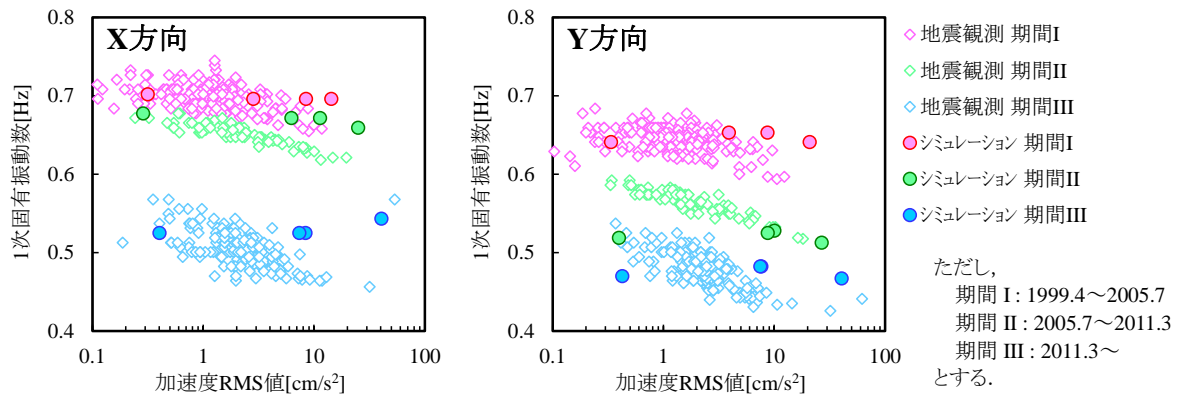 X方向
0.8
0.7
0.6
0.5
0.4
0.1
1
10
100
1次固有振動数[Hz]
加速度RMS値[cm/s²]
Y方向
0.8
0.7
0.6
0.5
0.4
0.1
1
10
100
1次固有振動数[Hz]
加速度RMS値[cm/s²]
地震観測 期間I
地震観測 期間II
地震観測 期間III
シミュレーション 期間I
シミュレーション 期間II
シミュレーション 期間III
ただし,
期間 I : 1999.4～2005.7
期間 II : 2005.7～2011.3
期間 III : 2011.3～
とする.